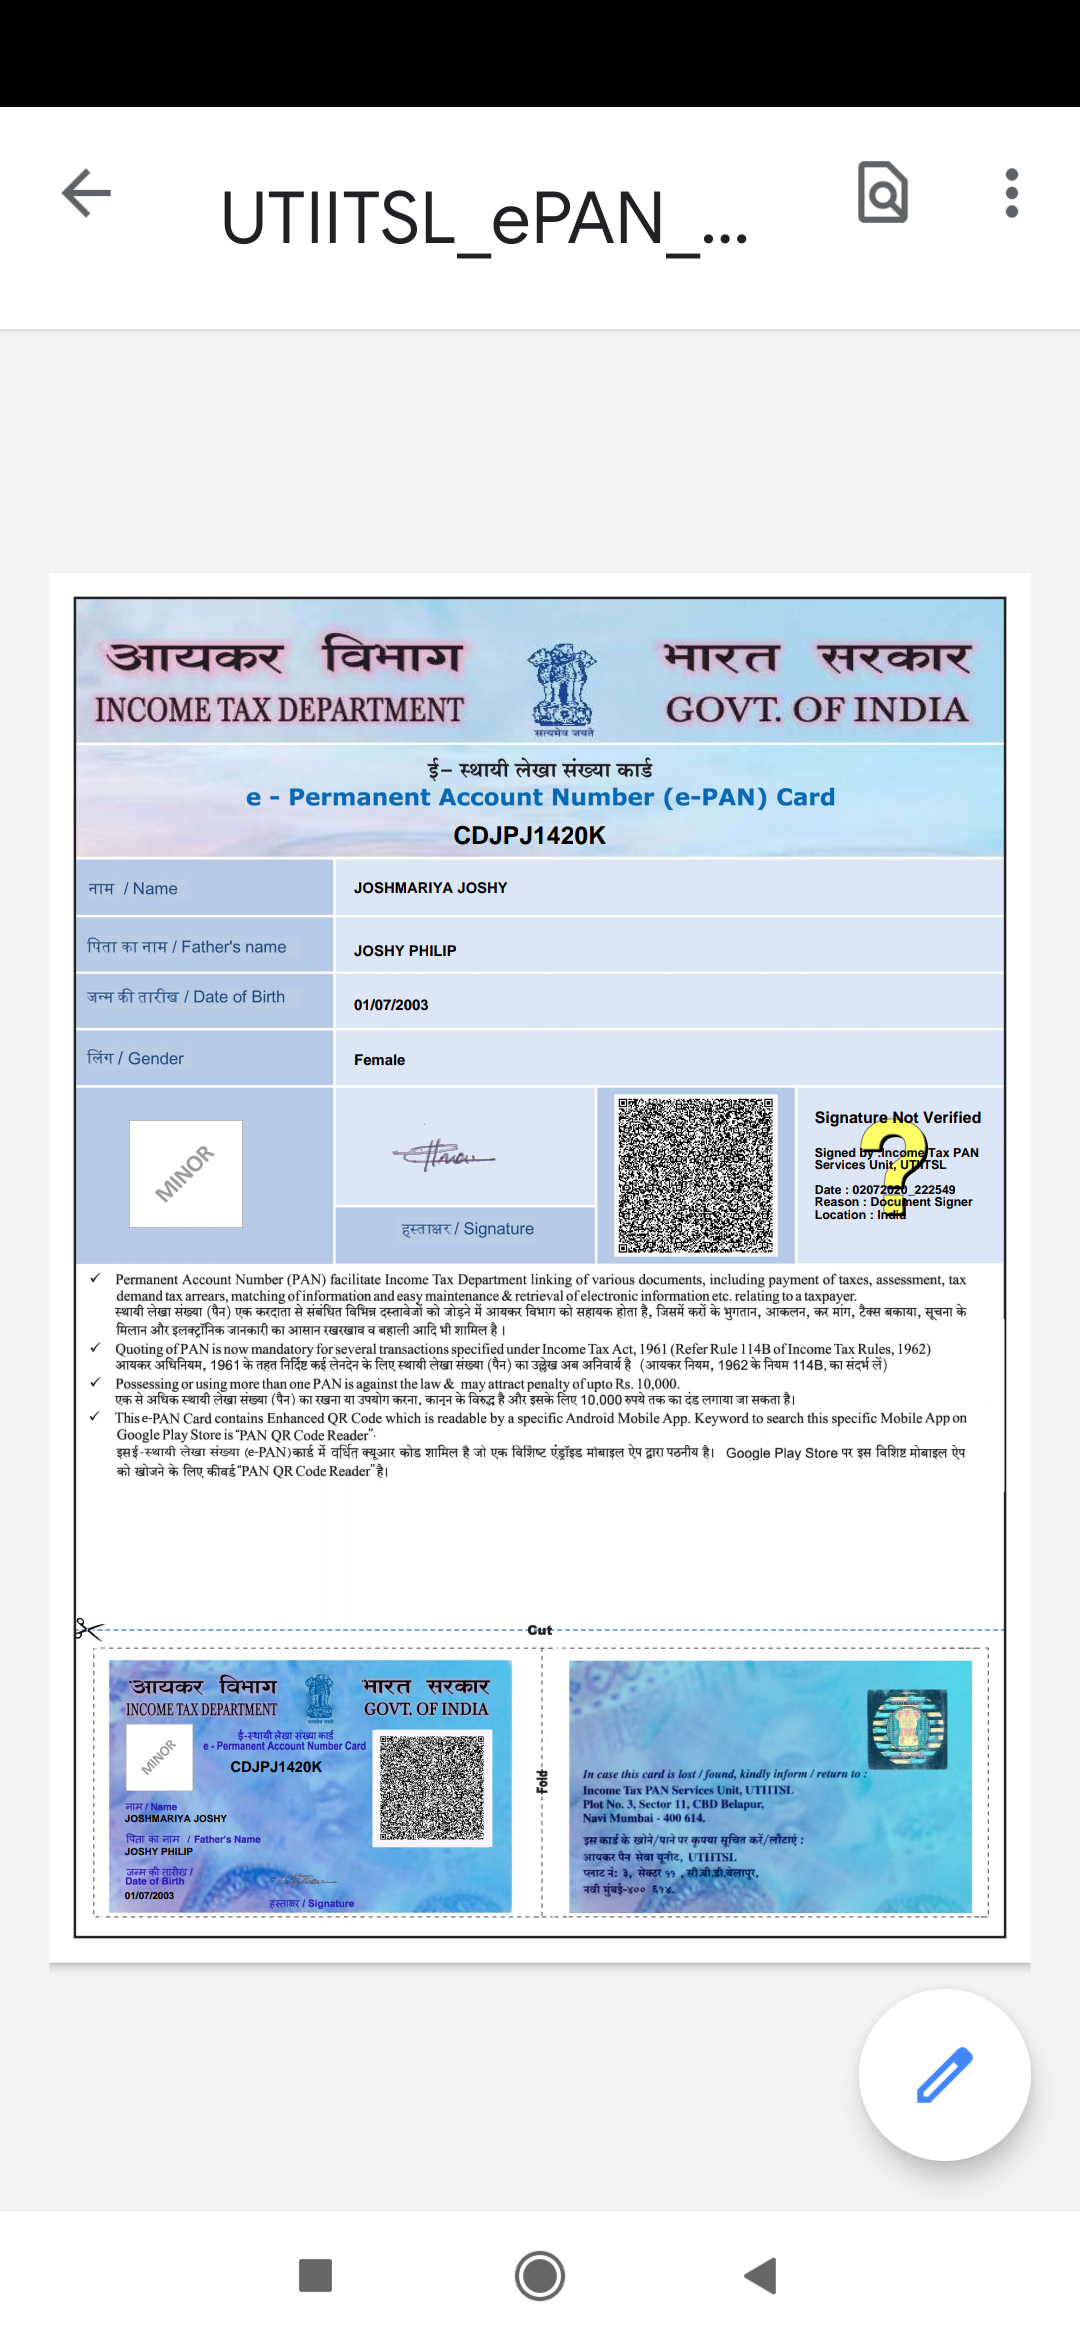 UTIITSL_ePAN_...
आयकर विभाग
INCOME TAX DEPARTMENT
सत्यमेव जयते
भारत सरकार
GOVT. OF INDIA
ई– स्थायी लेखा संख्या कार्ड
e - Permanent Account Number (e-PAN) Card
CDJPJ1420K
नाम / Name
JOSHMARIYA JOSHY
पिता का नाम / Father's name
JOSHY PHILIP
जन्म की तारीख / Date of Birth
01/07/2003
लिंग / Gender
Female
MINOR
हस्ताक्षर / Signature
Signature Not Verified
Signed by :Income Tax PAN
Services Unit, UTIITSL
Date : 02072020_222549
Reason : Document Signer
Location : India
✓ Permanent Account Number (PAN) facilitate Income Tax Department linking of various documents, including payment of taxes, assessment, tax
demand tax arrears, matching of information and easy maintenance & retrieval of electronic information etc. relating to a taxpayer.
स्थायी लेखा संख्या (पैन) एक करदाता से संबंधित विभिन्न दस्तावेजों को जोड़ने में आयकर विभाग को सहायक होता है, जिसमें करों के भुगतान, आकलन, कर मांग, टैक्स बकाया, सूचना के
मिलान और इलक्ट्रॉनिक जानकारी का आसान रखरखाव व बहाली आदि भी शामिल है ।
✓ Quoting of PAN is now mandatory for several transactions specified under Income Tax Act, 1961 (Refer Rule 114B of Income Tax Rules, 1962)
आयकर अधिनियम, 1961 के तहत निर्दिष्ट कई लेनदेन के लिए स्थायी लेखा संख्या (पैन) का उल्लेख अब अनिवार्य है (आयकर नियम, 1962 के नियम 114B, का संदर्भ लें)
✓ Possessing or using more than one PAN is against the law & may attract penalty of upto Rs. 10,000.
एक से अधिक स्थायी लेखा संख्या (पैन) का रखना या उपयोग करना, कानून के विरुद्ध है और इसके लिए 10,000 रुपये तक का दंड लगाया जा सकता है।
✓ This e-PAN Card contains Enhanced QR Code which is readable by a specific Android Mobile App. Keyword to search this specific Mobile App on
Google Play Store is “PAN QR Code Reader”.
इसई-स्थायी लेखा संख्या (e-PAN)कार्ड में वर्धित क्यूआर कोड शामिल है जो एक विशिष्ट एंड्रॉइड मोबाइल ऐप द्वारा पठनीय है। Google Play Store पर इस विशिष्ट मोबाइल ऐप
को खोजने के लिए कीवर्ड “PAN QR Code Reader” है।
Cut
आयकर विभाग
INCOME TAX DEPARTMENT
भारत सरकार
GOVT. OF INDIA
ई-स्थायी लेखा संख्या कार्ड
e - Permanent Account Number Card
CDJPJ1420K
MINOR
नाम / Name
JOSHMARIYA JOSHY
पिता का नाम / Father's Name
JOSHY PHILIP
जन्म की तारीख /
Date of Birth
01/07/2003
हस्ताक्षर / Signature
Fold
In case this card is lost / found, kindly inform / return to :
Income Tax PAN Services Unit, UTIITSL
Plot No. 3, Sector 11, CBD Belapur,
Navi Mumbai - 400 614.
इस कार्ड के खोने/पाने पर कृपया सूचित करें/लौटाएं :
आयकर पैन सेवा यूनीट, UTIITSL
प्लाट नं: ३, सेक्टर ११ , सी.बी.डी.बेलापूर,
नवी मुंबई-४०० ६१४.